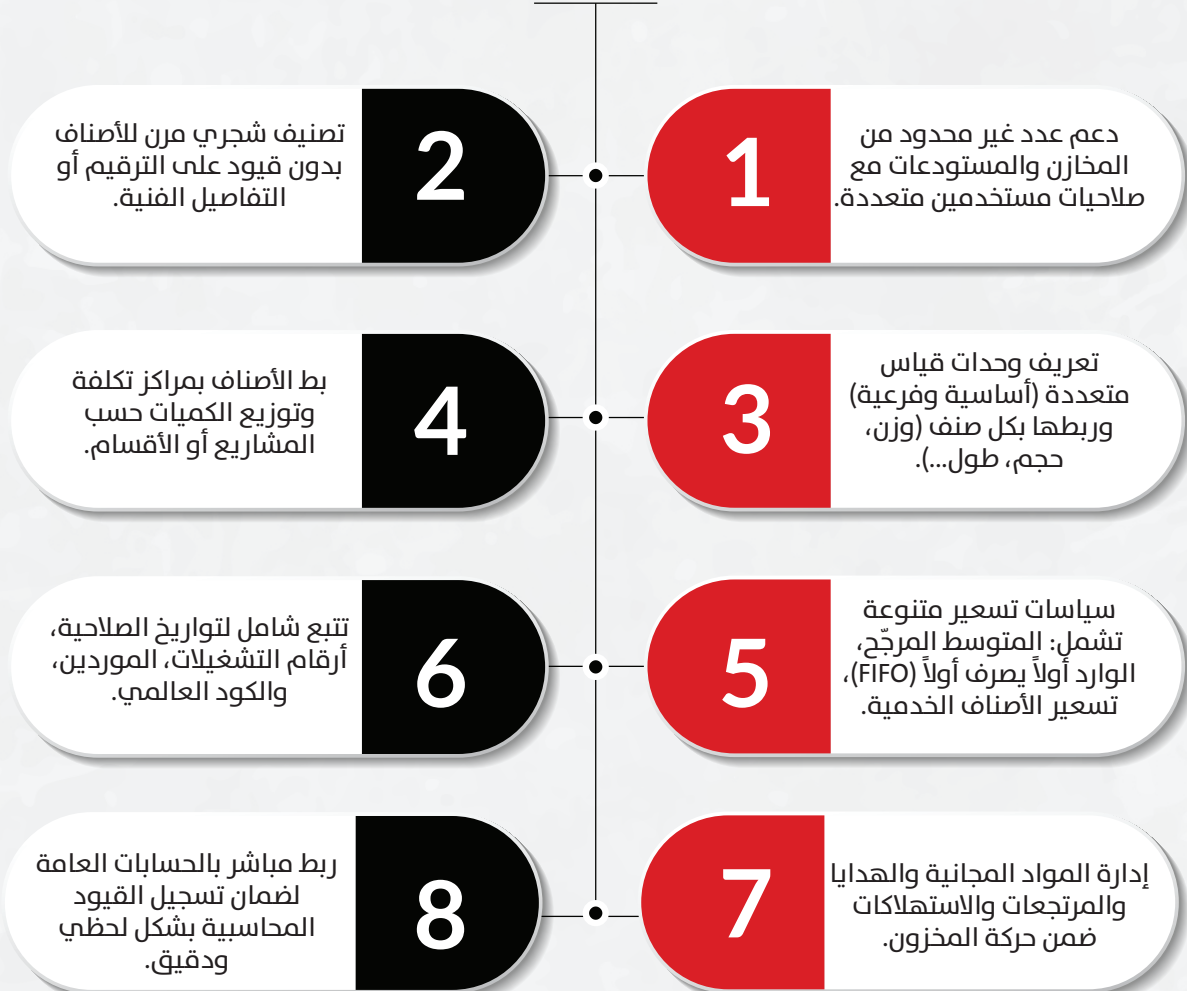 1
دعم عدد غير محدود من
المخازن والمستودعات مع
صلاحيات مستخدمين متعددة.
2
تصنيف شجري مرن للأصناف
بدون قيود على الترقيم أو
التفاصيل الفنية.
3
تعريف وحدات قياس
متعددة (أساسية وفرعية)
وربطها بكل صنف (وزن،
حجم، طول...).
4
بط الأصناف بمراكز تكلفة
وتوزيع الكميات حسب
المشاريع أو الأقسام.
5
سياسات تسعير متنوعة
تشمل: المتوسط المرجّح،
الوارد أولاً يصرف أولاً (FIFO)،
تسعير الأصناف الخدمية.
6
تتبع شامل لتواريخ الصلاحية،
أرقام التشغيلات، الموردين،
والكود العالمي.
7
إدارة المواد المجانية والهدايا
والمرتجعات والاستهلاكات
ضمن حركة المخزون.
8
ربط مباشر بالحسابات العامة
لضمان تسجيل القيود
المحاسبية بشكل لحظي
ودقيق.